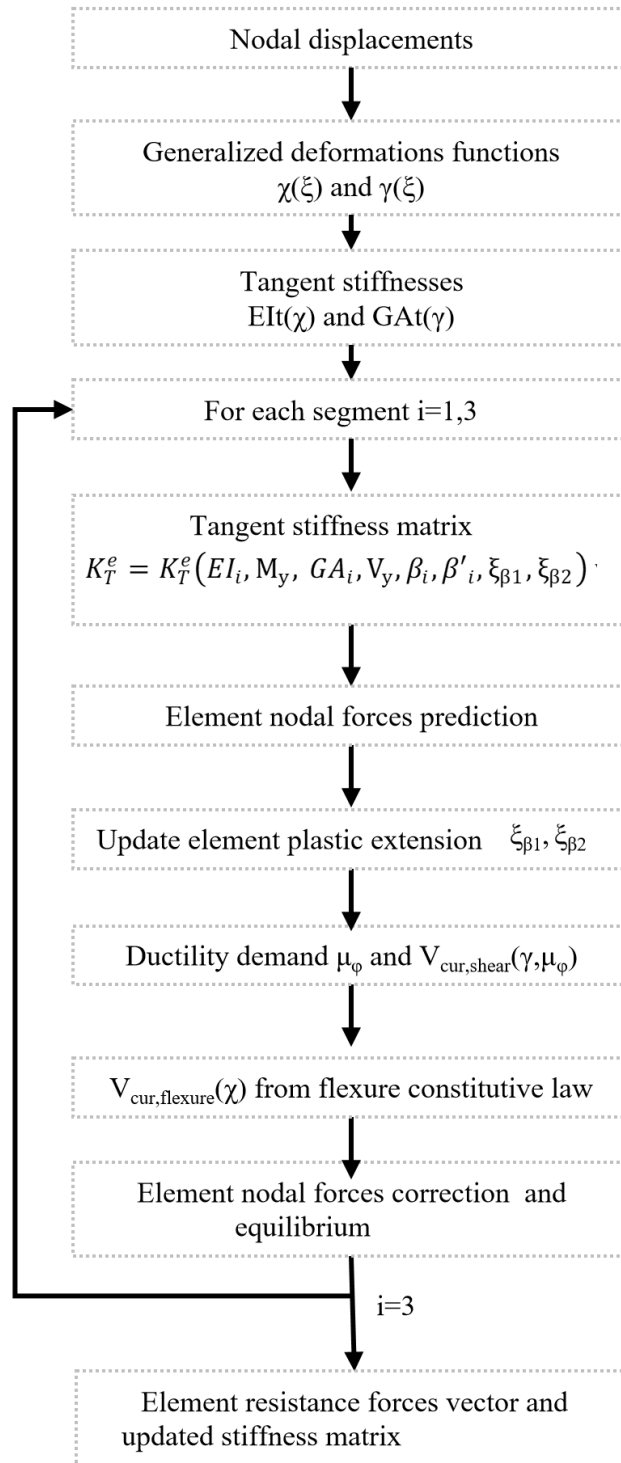 Nodal displacements
Generalized deformations functions
χ(ξ) and γ(ξ)
Tangent stiffnesses
EIt(χ) and GAt(γ)
For each segment i=1,3
Tangent stiffness matrix
K_T^e = K_T^e(EI_i, M_y, GA_i, V_y, β_i, β'_i, ξ_β1, ξ_β2)
Element nodal forces prediction
Update element plastic extension ξ_β1, ξ_β2
Ductility demand μ_φ and V_cur,shear(γ,μ_φ)
V_cur,flexure(χ) from flexure constitutive law
Element nodal forces correction and
equilibrium
i=3
Element resistance forces vector and
updated stiffness matrix